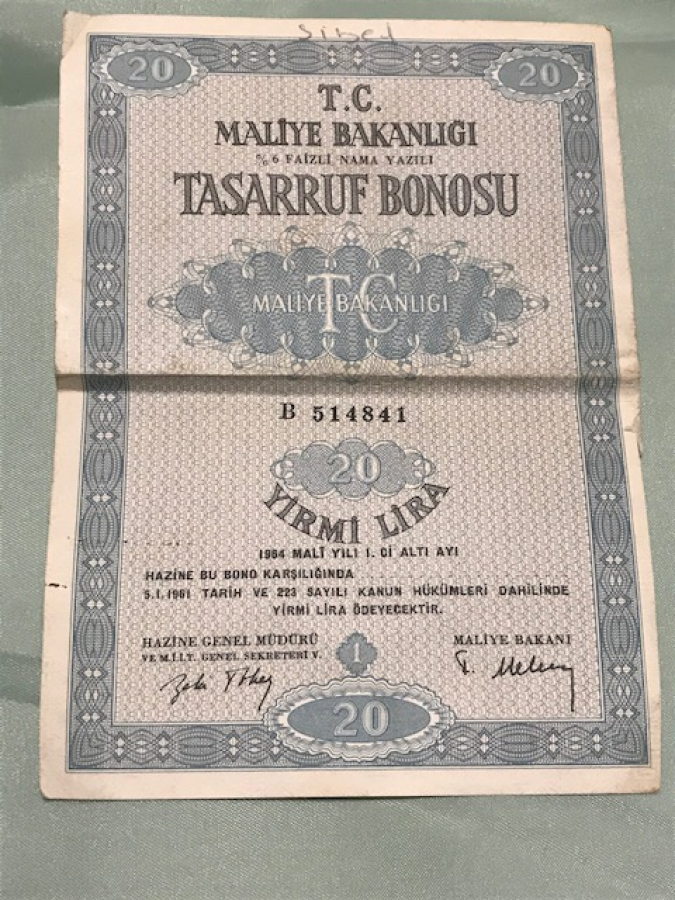 Sibel
20 20
T.C.
MALİYE BAKANLIĞI
% 6 FAİZLİ NAMA YAZILI
TASARRUF BONOSU
TC
MALİYE BAKANLIĞI
B 514841
20
YİRMİ LİRA
1964 MALÎ YILI 1. Cİ ALTI AYI
HAZİNE BU BONO KARŞILIĞINDA
5.1.1961 TARİH VE 223 SAYILI KANUN HÜKÜMLERİ DAHİLİNDE
YİRMİ LİRA ÖDEYECEKTİR.
HAZİNE GENEL MÜDÜRÜ MALİYE BAKANI
VE M.İ.İ.T. GENEL SEKRETERİ V.
1
20